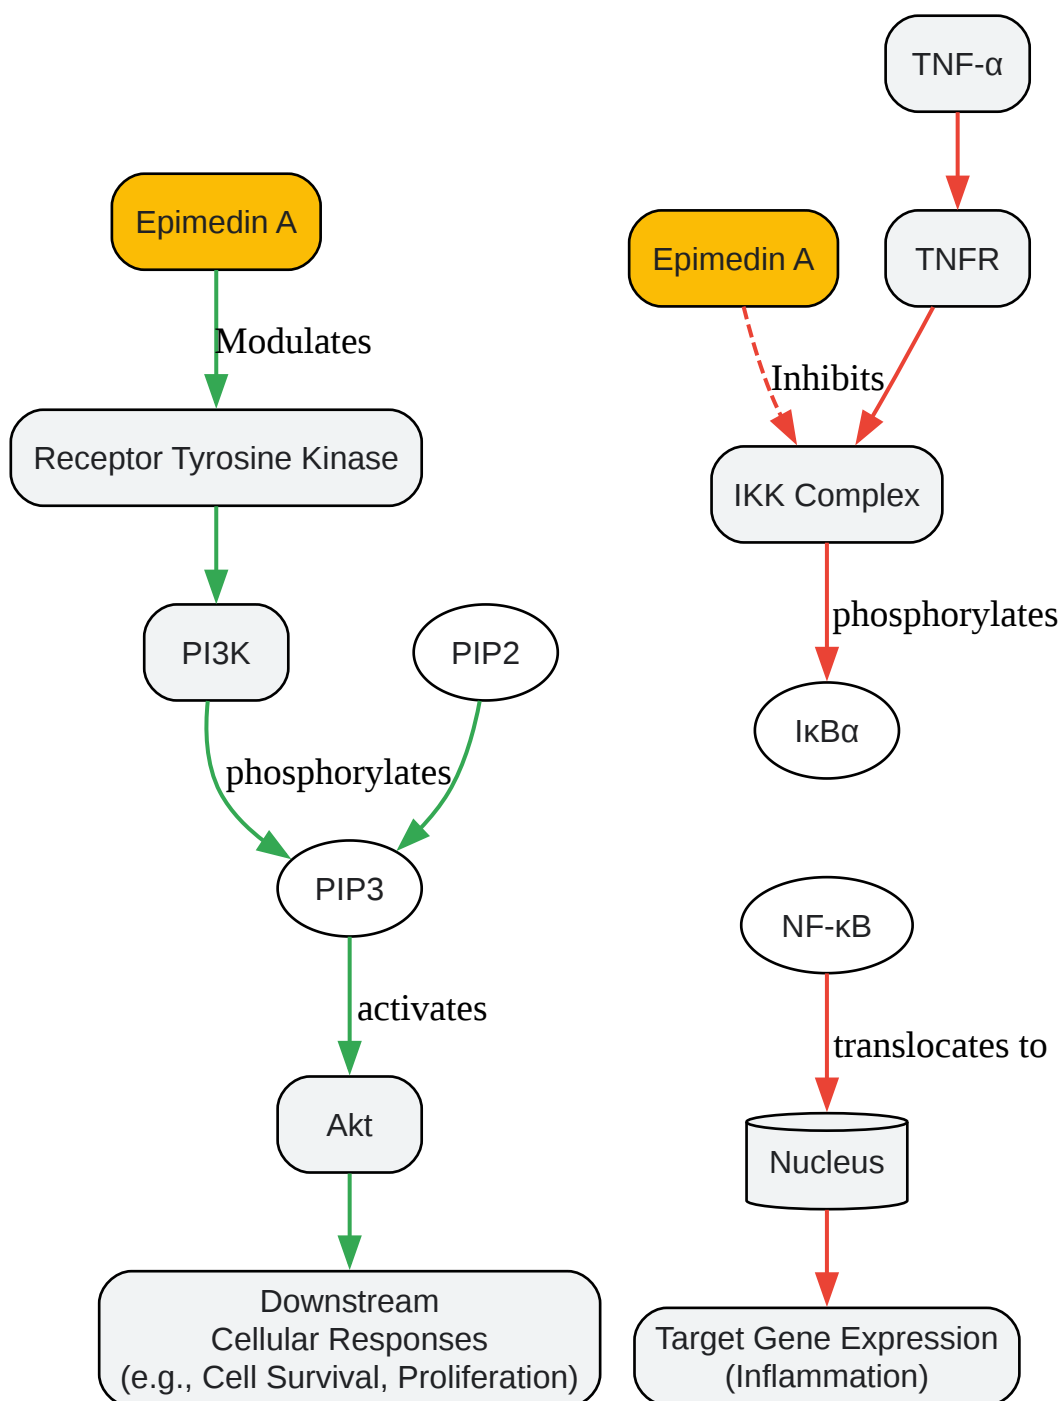 Epimedin A
Modulates
Receptor Tyrosine Kinase
PI3K
PIP2
phosphorylates
PIP3
activates
Akt
Downstream
Cellular Responses
(e.g., Cell Survival, Proliferation)
TNF-α
Epimedin A
TNFR
Inhibits
IKK Complex
phosphorylates
IκBα
NF-κB
translocates to
Nucleus
Target Gene Expression
(Inflammation)